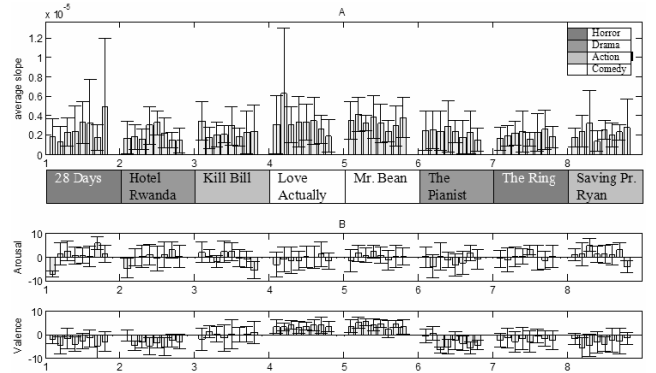 x 10⁻⁵
A
Horror
Drama
Action
Comedy
average slope
1.2
1
0.8
0.6
0.4
0.2
0
1 2 3 4 5 6 7 8
28 Days
Hotel Rwanda
Kill Bill
Love Actually
Mr. Bean
The Pianist
The Ring
Saving Pr. Ryan
B
Arousal
10
0
-10
1 2 3 4 5 6 7 8
Valence
10
0
-10
1 2 3 4 5 6 7 8